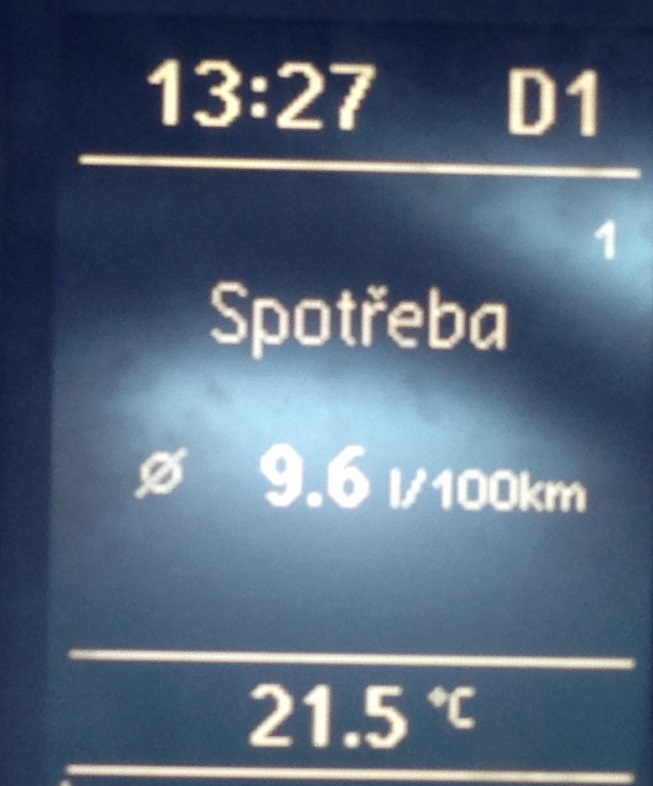 13:27 D1
1
Spotřeba
ø 9.6 l/100km
21.5 °C